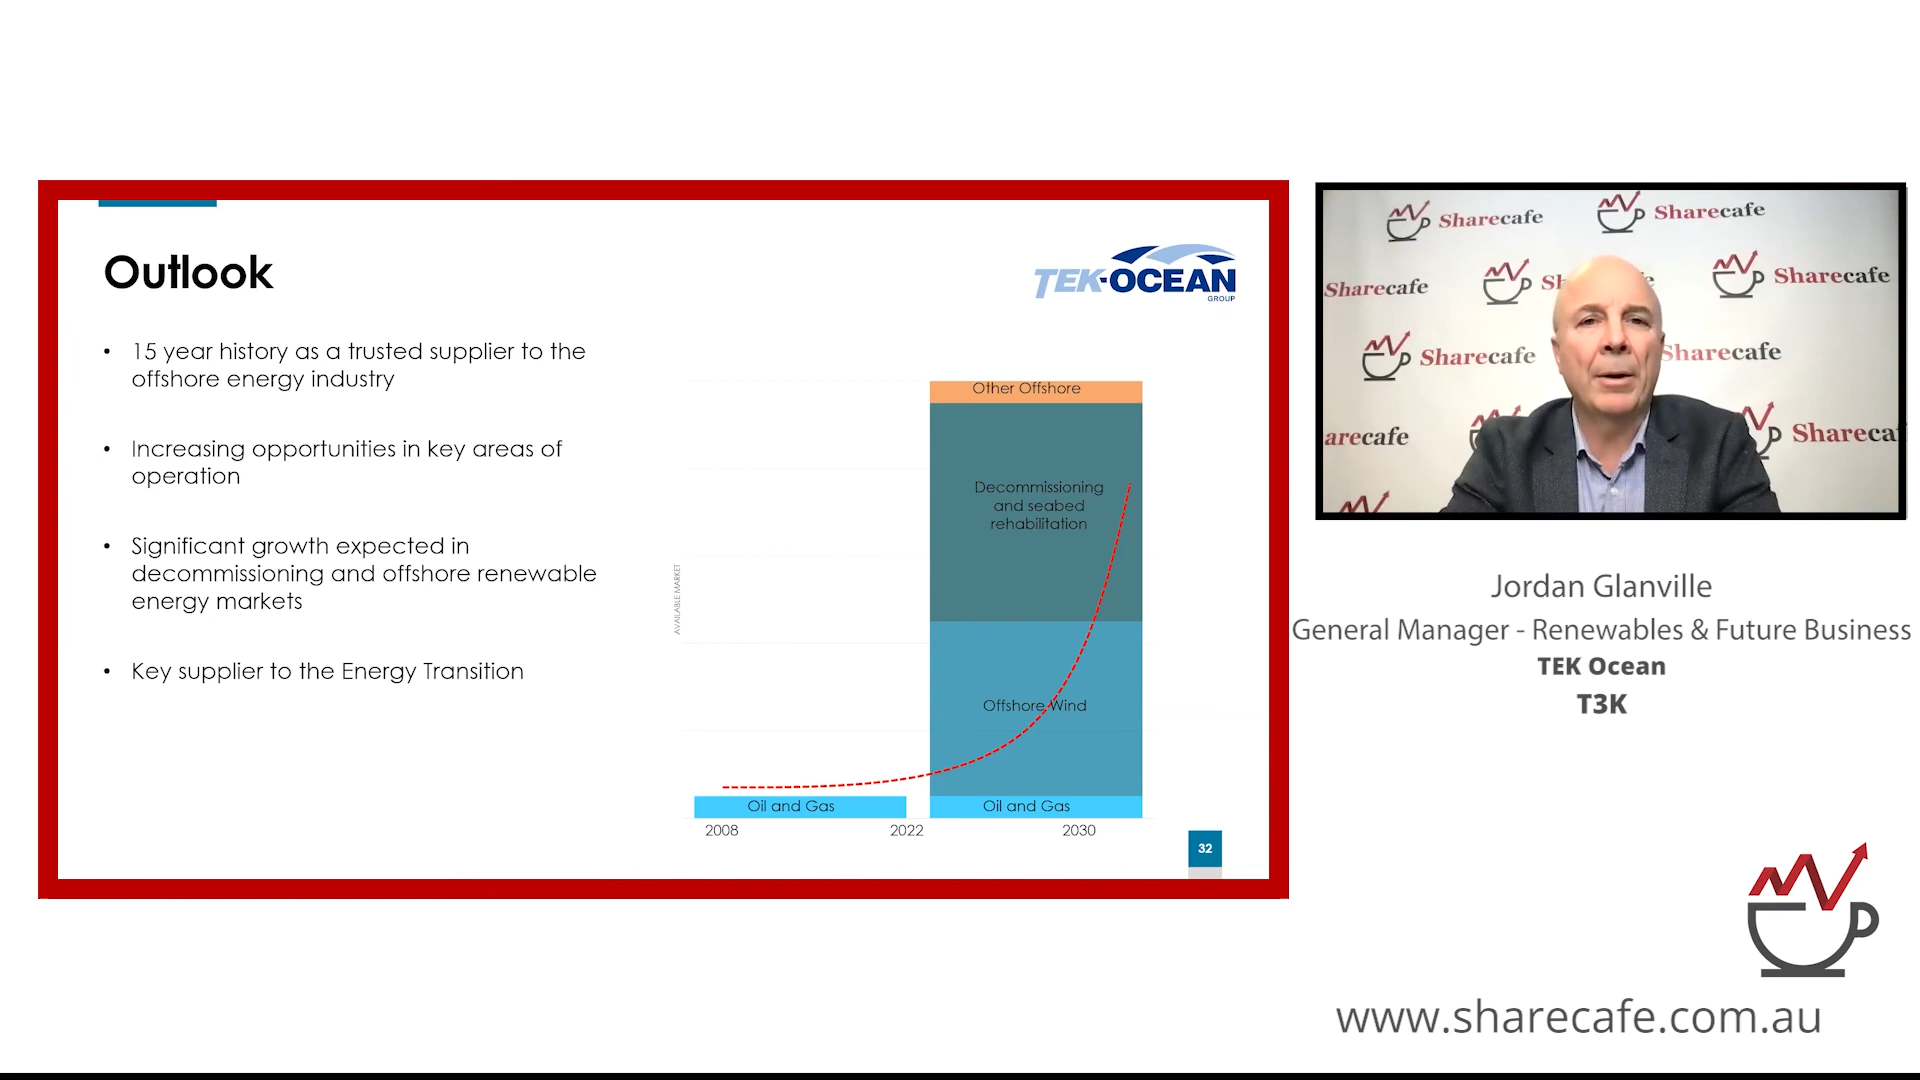 Outlook
TEK-OCEAN
GROUP
• 15 year history as a trusted supplier to the
offshore energy industry
• Increasing opportunities in key areas of
operation
• Significant growth expected in
decommissioning and offshore renewable
energy markets
• Key supplier to the Energy Transition
AVAILABLE MARKET
Other Offshore
Decommissioning
and seabed
rehabilitation
Offshore Wind
Oil and Gas
Oil and Gas
2008
2022
2030
32
Sharecafe
Sharecafe
Sharecafe
Sh
Sharecafe
Sharecafe
Sharecafe
arecafe
Shareca
Jordan Glanville
General Manager - Renewables & Future Business
TEK Ocean
T3K
www.sharecafe.com.au